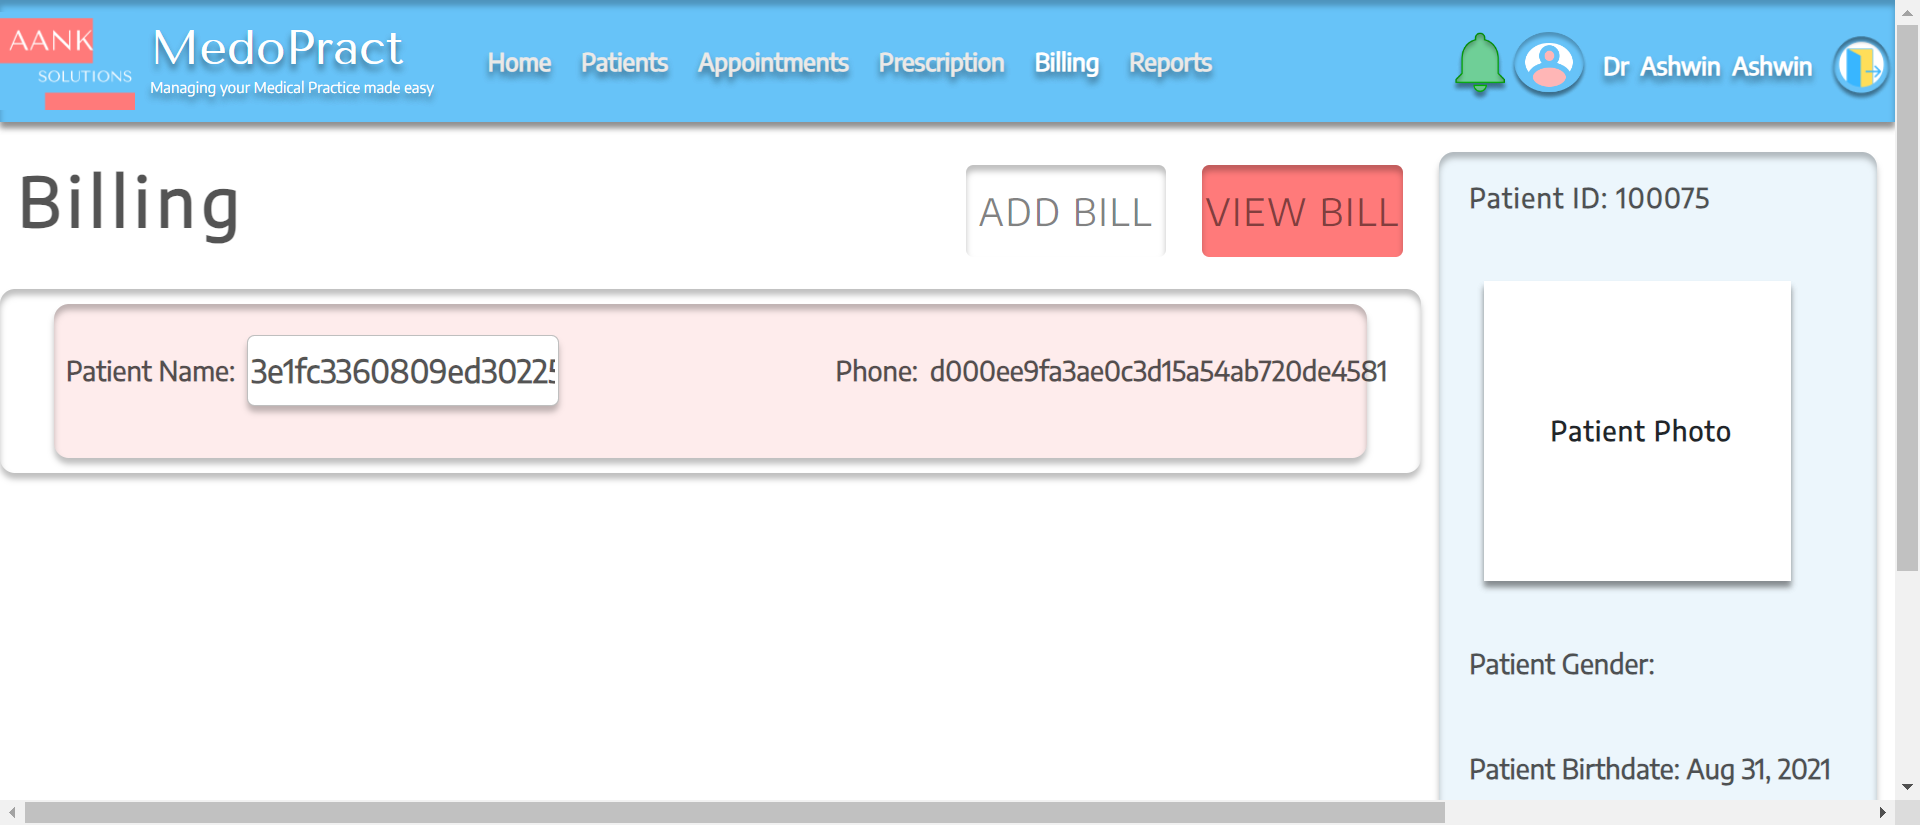 AANK
SOLUTIONS
MedoPract
Managing your Medical Practice made easy
Home Patients Appointments Prescription Billing Reports
Dr Ashwin Ashwin
Billing
ADD BILL
VIEW BILL
Patient Name: 3e1fc3360809ed30225
Phone: d000ee9fa3ae0c3d15a54ab720de4581
Patient ID: 100075
Patient Photo
Patient Gender:
Patient Birthdate: Aug 31, 2021